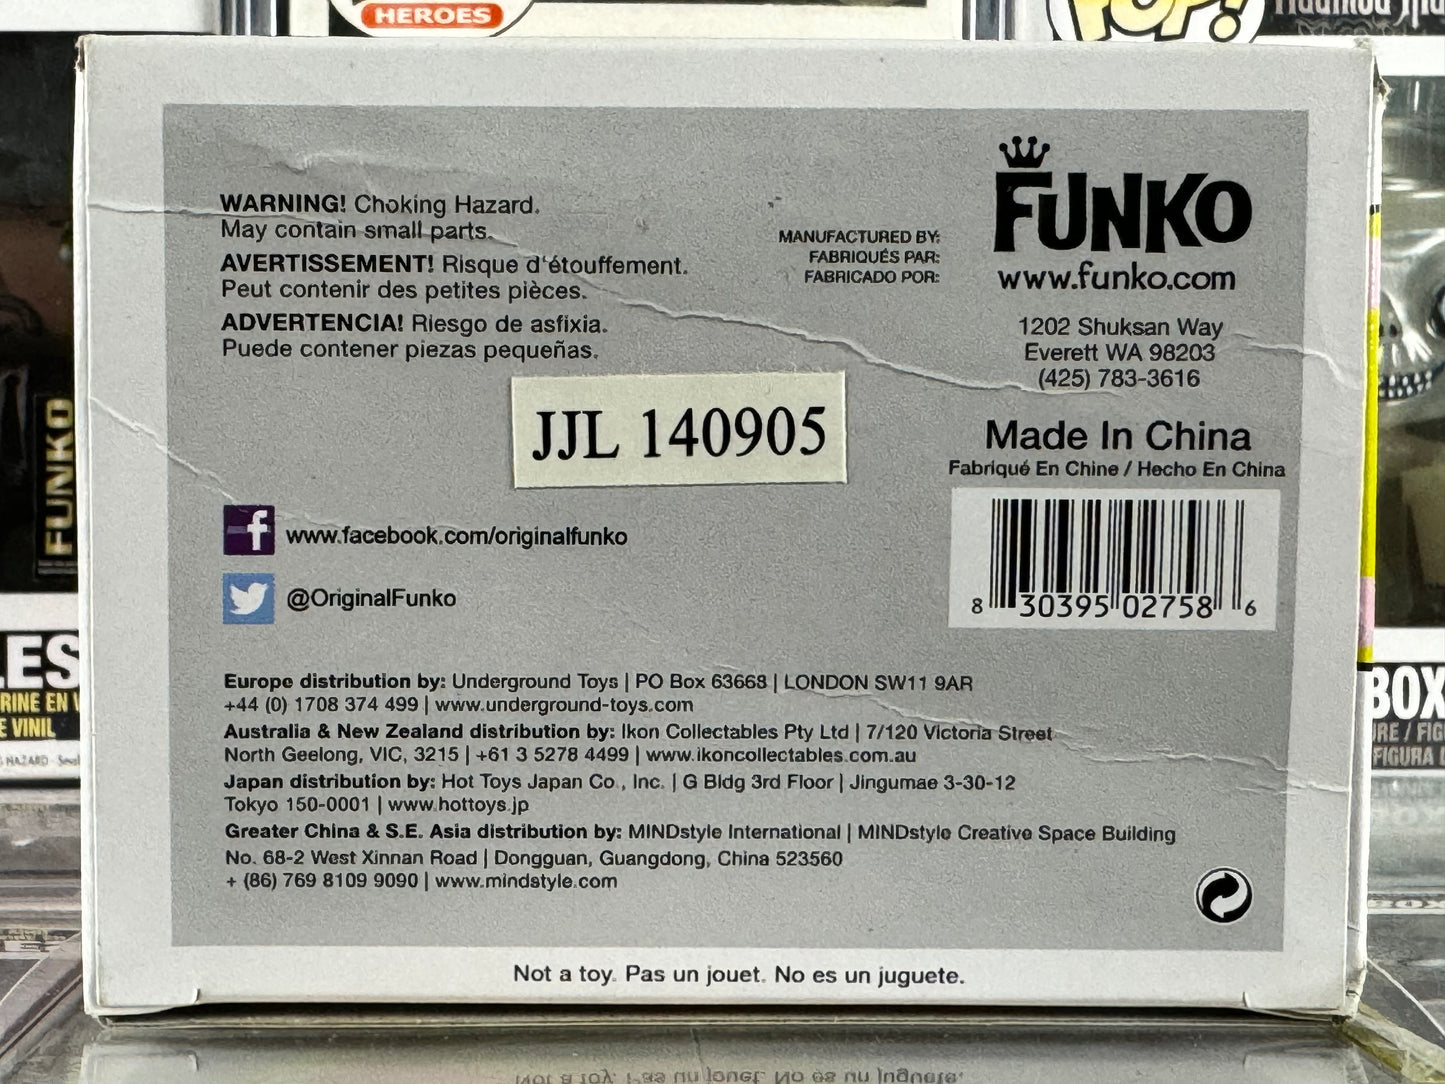 HEROES
POP!
WARNING! Choking Hazard.
May contain small parts.
AVERTISSEMENT! Risque d'étouffement.
Peut contenir des petites pièces.
ADVERTENCIA! Riesgo de asfixia.
Puede contener piezas pequeñas.
MANUFACTURED BY:
FABRIQUÉS PAR:
FABRICADO POR:
FUNKO
www.funko.com
1202 Shuksan Way
Everett WA 98203
(425) 783-3616
JJL 140905
Made In China
Fabriqué En Chine / Hecho En China
8 30395 02758 6
f www.facebook.com/originalfunko
@OriginalFunko
Europe distribution by: Underground Toys | PO Box 63668 | LONDON SW11 9AR
+44 (0) 1708 374 499 | www.underground-toys.com
Australia & New Zealand distribution by: Ikon Collectables Pty Ltd | 7/120 Victoria Street
North Geelong, VIC, 3215 | +61 3 5278 4499 | www.ikoncollectables.com.au
Japan distribution by: Hot Toys Japan Co., Inc. | G Bldg 3rd Floor | Jingumae 3-30-12
Tokyo 150-0001 | www.hottoys.jp
Greater China & S.E. Asia distribution by: MINDstyle International | MINDstyle Creative Space Building
No. 68-2 West Xinnan Road | Dongguan, Guangdong, China 523560
+ (86) 769 8109 9090 | www.mindstyle.com
Not a toy. Pas un jouet. No es un juguete.
FUNKO
LES
RINE EN
E VINIL
HAZARD
BOX
URE / FIG
FIGURA